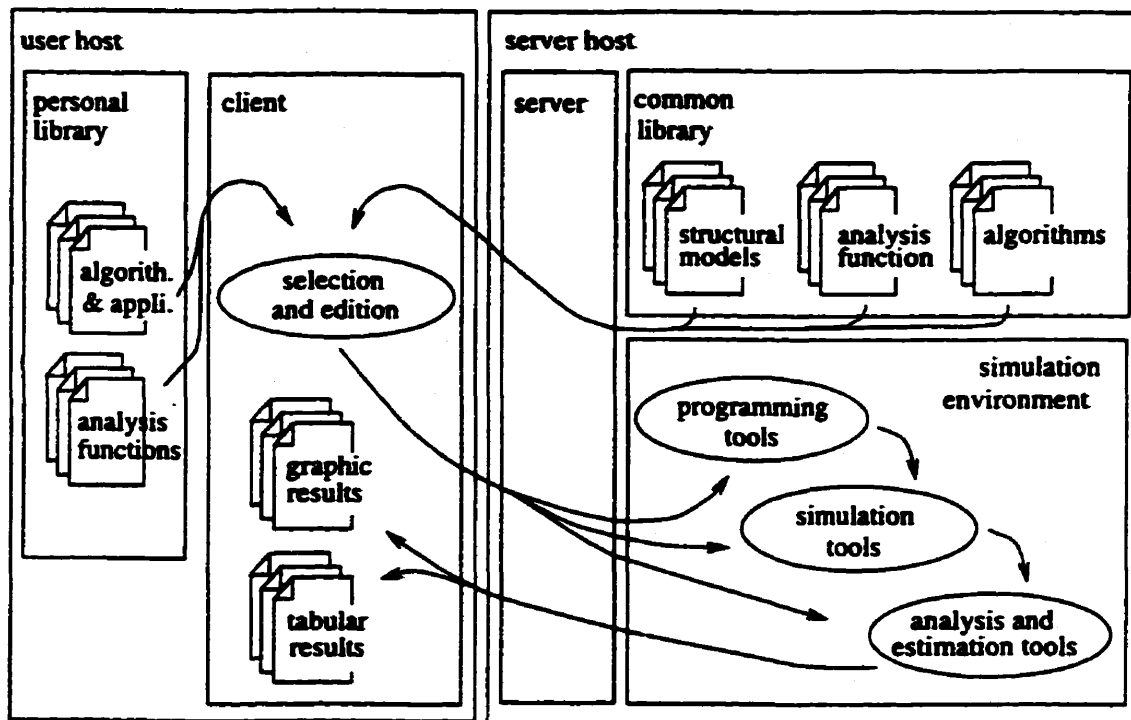 user host
personal
library
algorith.
& appli.
analysis
functions
client
selection
and edition
graphic
results
tabular
results
server host
server
common
library
structural
models
analysis
function
algorithms
simulation
environment
programming
tools
simulation
tools
analysis and
estimation tools